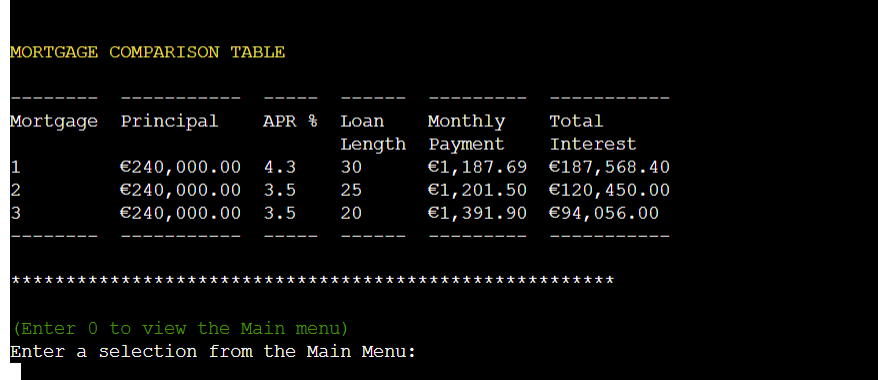 MORTGAGE COMPARISON TABLE
--------  -----------  -----  ------  ---------  -----------
Mortgage  Principal    APR %  Loan    Monthly    Total
                              Length  Payment    Interest
1         €240,000.00  4.3    30      €1,187.69  €187,568.40
2         €240,000.00  3.5    25      €1,201.50  €120,450.00
3         €240,000.00  3.5    20      €1,391.90  €94,056.00
--------  -----------  -----  ------  ---------  -----------
*******************************************************
(Enter 0 to view the Main menu)
Enter a selection from the Main Menu: